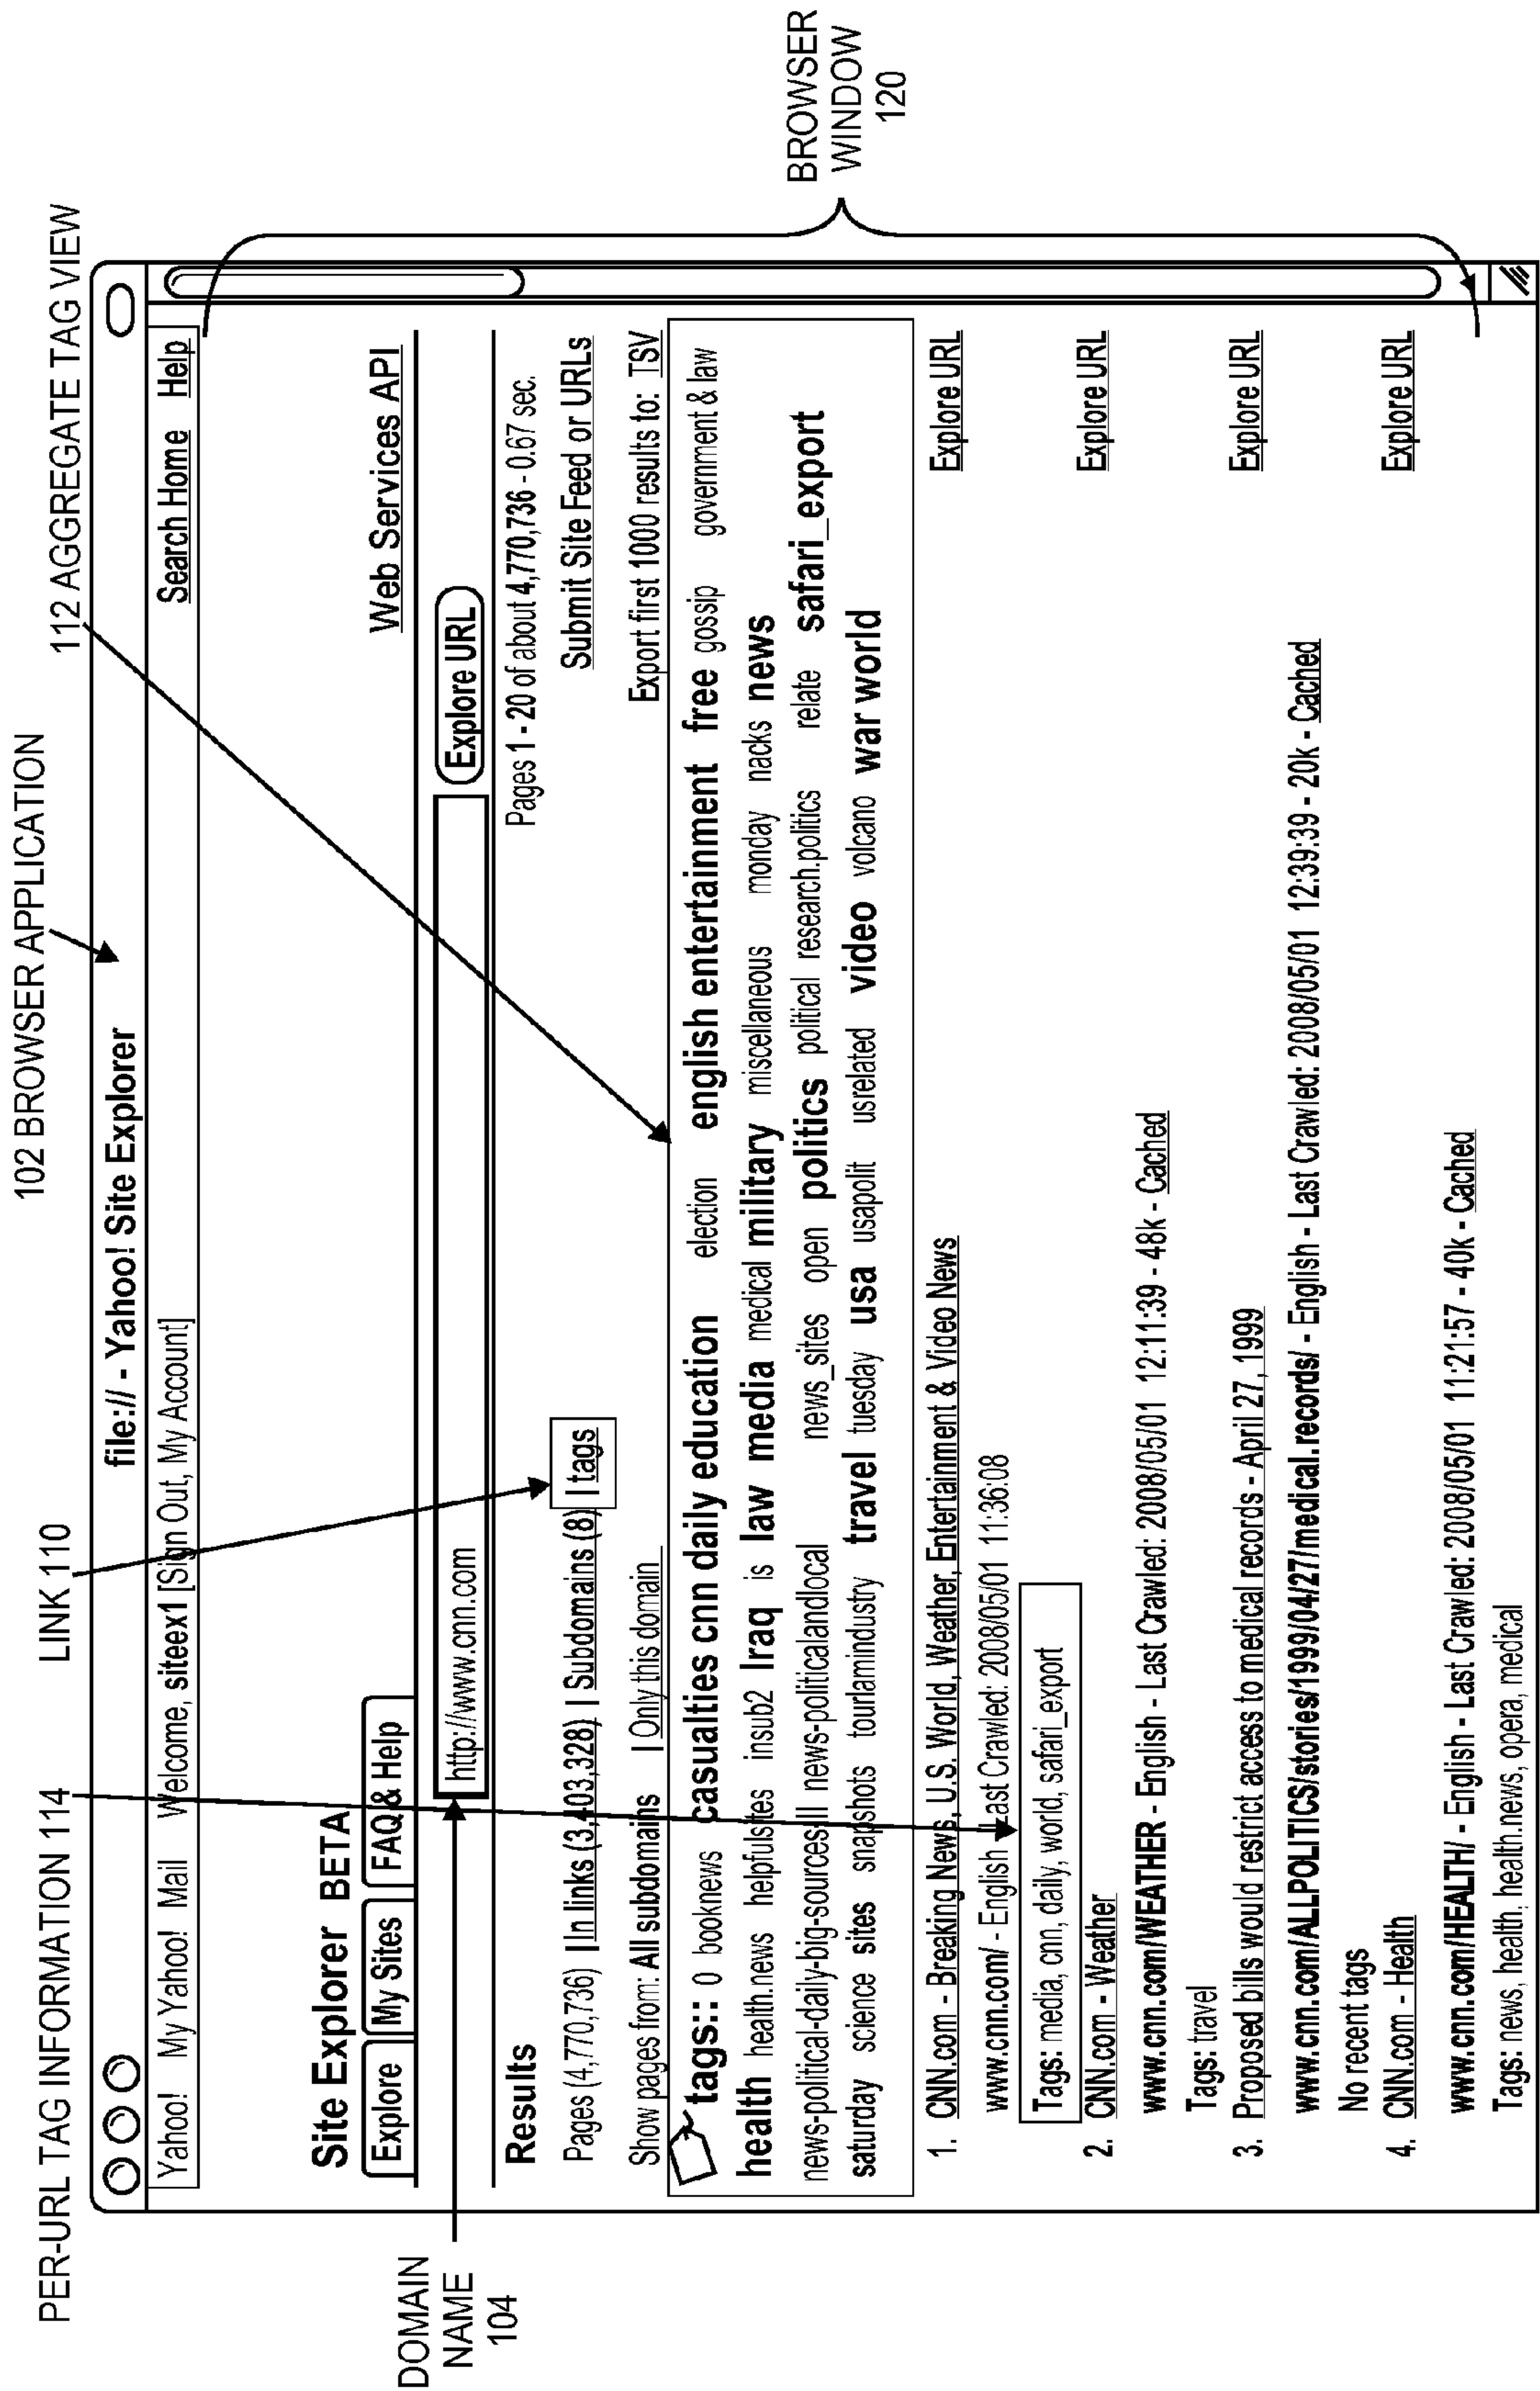 102 BROWSER APPLICATION
PER-URL TAG INFORMATION 114
LINK 110
112 AGGREGATE TAG VIEW
file:// - Yahoo! Site Explorer
Yahoo! My Yahoo! Mail Welcome, siteex1 [Sign Out, My Account] Search Home Help
Site Explorer BETA
Explore My Sites FAQ & Help Web Services API
DOMAIN
NAME
104
http://www.cnn.com Explore URL
Results Pages 1 - 20 of about 4,770,736 - 0.67 sec.
Pages (4,770,736) | In links (3,403,328) | Subdomains (8) | tags Submit Site Feed or URLs
Show pages from: All subdomains | Only this domain Export first 1000 results to: TSV
tags:: 0 booknews casualties cnn daily education election english entertainment free gossip government & law
health health.news helpfulsites insub2 Iraq is law media medical military miscellaneous monday nacks news
news-political-daily-big-sources-ll news-politicalandlocal news_sites open politics political research.politics relate safari_export
saturday science sites snapshots tourlamindustry travel tuesday usa usapolit usrelated video volcano war world
1. CNN.com - Breaking News, U.S. World, Weather, Entertainment & Video News Explore URL
www.cnn.com/ - English Last Crawled: 2008/05/01 11:36:08
Tags: media, cnn, daily, world, safari_export
2. CNN.com - Weather Explore URL
www.cnn.com/WEATHER - English - Last Crawled: 2008/05/01 12:11:39 - 48k - Cached
Tags: travel
3. Proposed bills would restrict access to medical records - April 27, 1999 Explore URL
www.cnn.com/ALLPOLITICS/stories/1999/04/27/medical.records/ - English - Last Crawled: 2008/05/01 12:39:39 - 20k - Cached
No recent tags
4. CNN.com - Health Explore URL
www.cnn.com/HEALTH/ - English - Last Crawled: 2008/05/01 11:21:57 - 40k - Cached
Tags: news, health, health.news, opera, medical
BROWSER
WINDOW
120